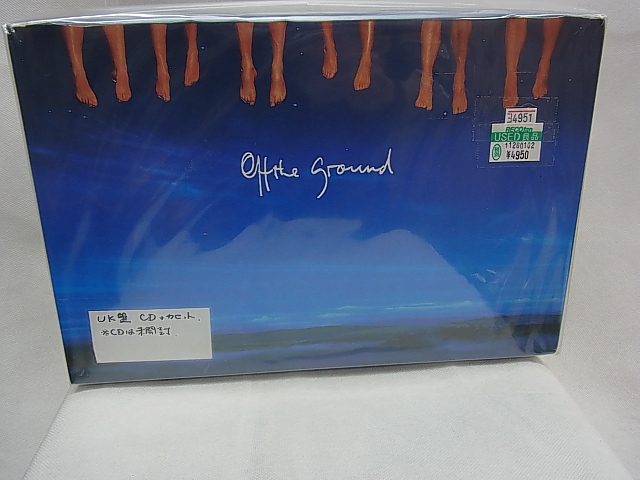 34951
USED 良品
11260102
¥4950
Off the Ground
UK盤 CD+カセット.
※CDは未開封.